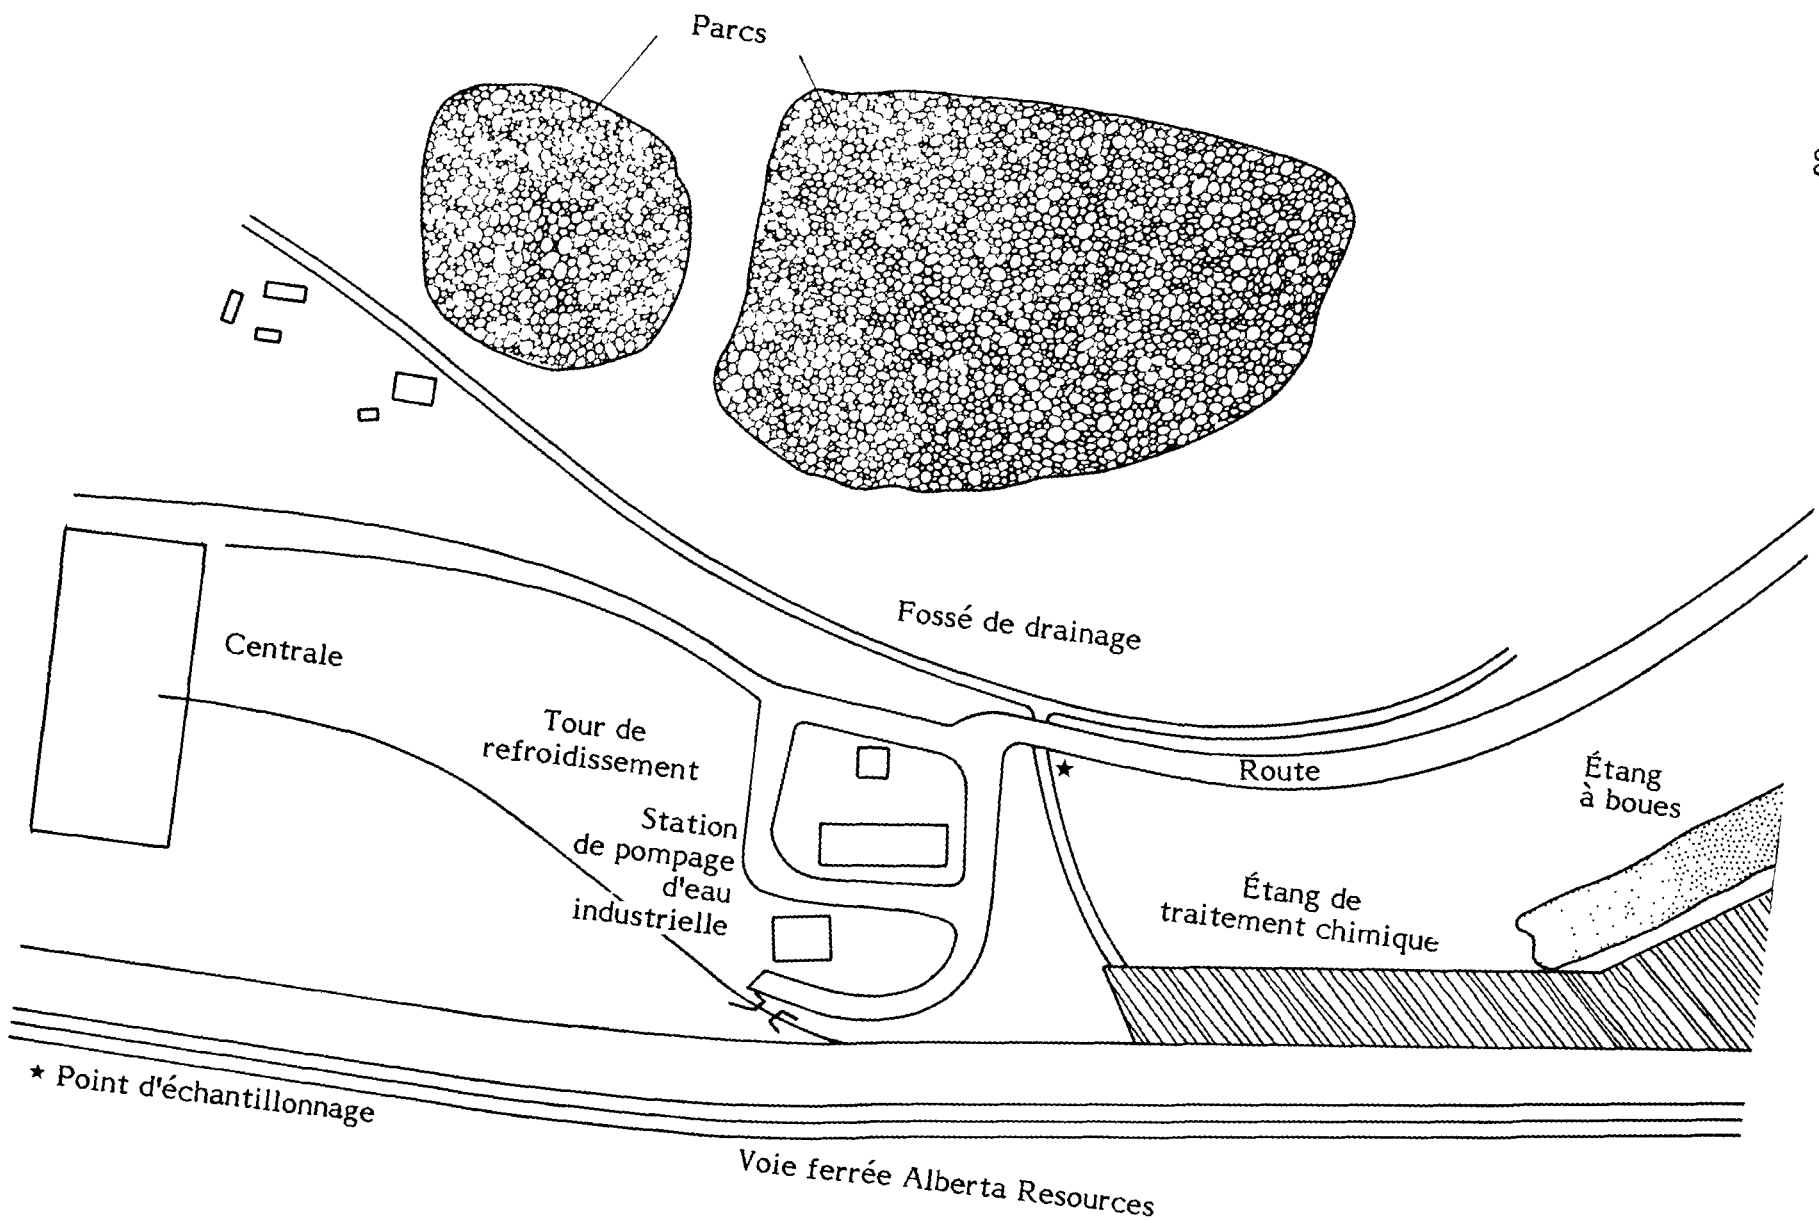 Parcs
Fossé de drainage
Centrale
Tour de
refroidissement
Route
Étang
à boues
Station
de pompage
d'eau
industrielle
Étang de
traitement chimique
★ Point d'échantillonnage
Voie ferrée Alberta Resources